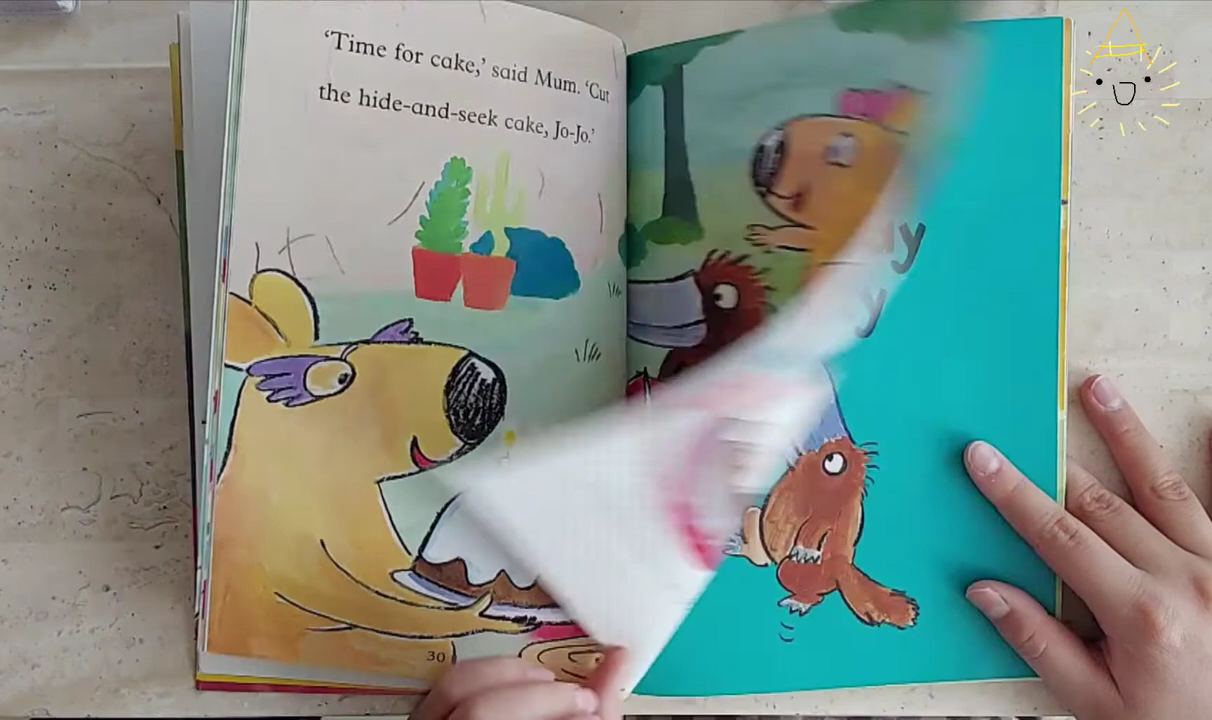 ‘Time for cake,’ said Mum. ‘Cut
the hide-and-seek cake, Jo-Jo.’
30